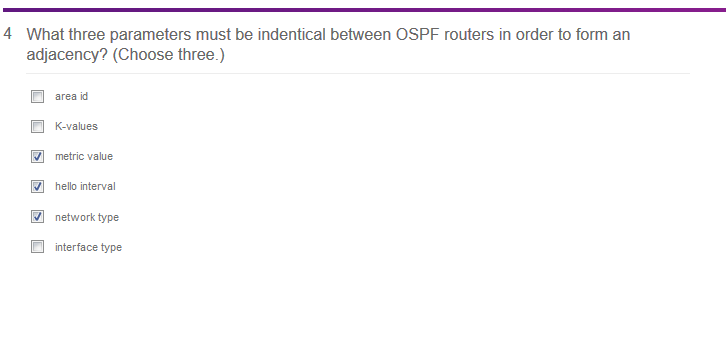 4 What three parameters must be indentical between OSPF routers in order to form an
adjacency? (Choose three.)
area id
K-values
metric value
hello interval
network type
interface type